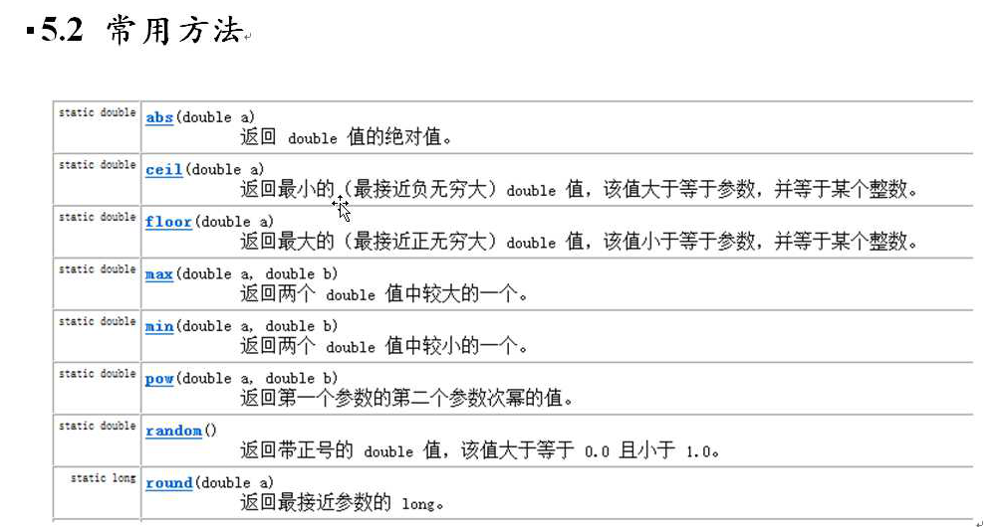 ▪5.2 常用方法
static double abs(double a)
返回 double 值的绝对值。
static double ceil(double a)
返回最小的（最接近负无穷大）double 值，该值大于等于参数，并等于某个整数。
static double floor(double a)
返回最大的（最接近正无穷大）double 值，该值小于等于参数，并等于某个整数。
static double max(double a, double b)
返回两个 double 值中较大的一个。
static double min(double a, double b)
返回两个 double 值中较小的一个。
static double pow(double a, double b)
返回第一个参数的第二个参数次幂的值。
static double random()
返回带正号的 double 值，该值大于等于 0.0 且小于 1.0。
static long round(double a)
返回最接近参数的 long。